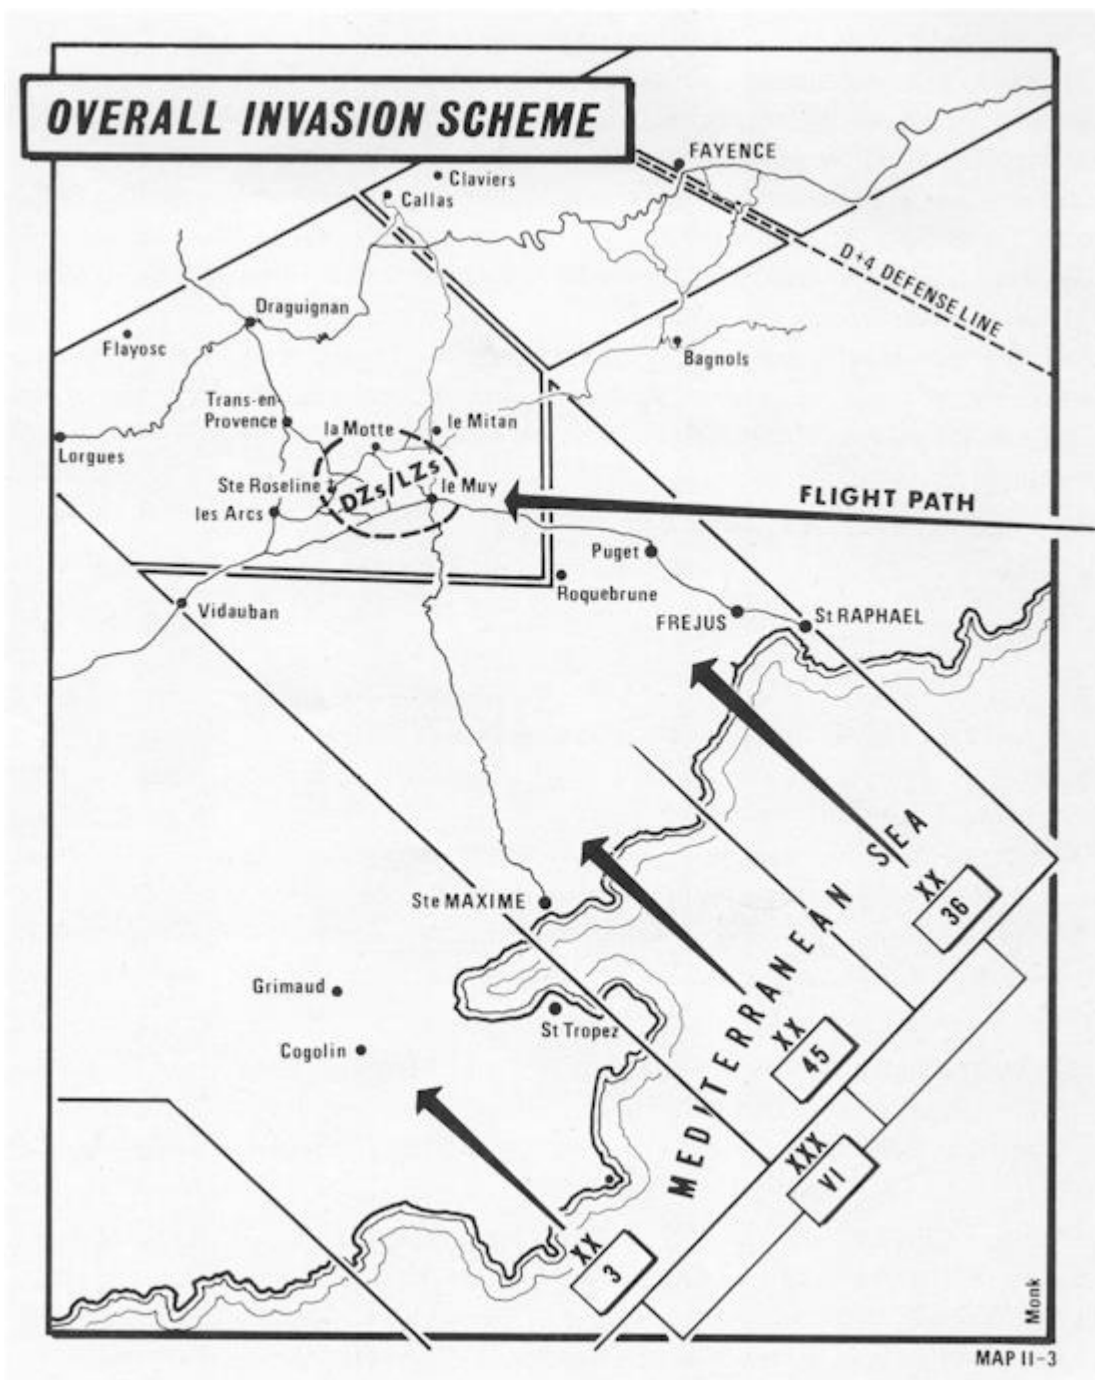 OVERALL INVASION SCHEME
FAYENCE
Claviers
Callas
D+4 DEFENSE LINE
Draguignan
Flayosc
Bagnols
Trans-en-
Provence
la Motte
le Mitan
Lorgues
Ste Roseline
DZs/LZs
le Muy
les Arcs
FLIGHT PATH
Puget
Roquebrune
Vidauban
FREJUS
St RAPHAEL
MEDITERRANEAN SEA
XX
36
Ste MAXIME
Grimaud
St Tropez
Cogolin
XX
45
XXX
VI
XX
3
Monk
MAP II-3